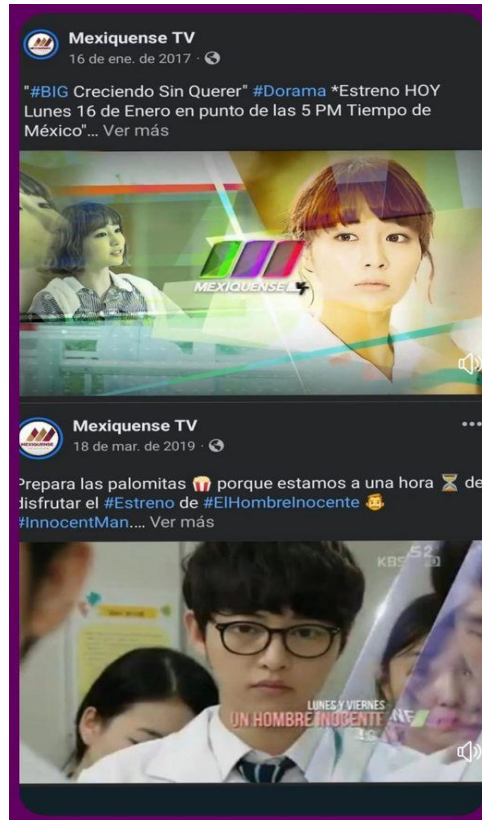 Mexiquense TV
16 de ene. de 2017 ·
"#BIG Creciendo Sin Querer" #Dorama *Estreno HOY
Lunes 16 de Enero en punto de las 5 PM Tiempo de
México"... Ver más
MEXIQUENSE
Mexiquense TV
18 de mar. de 2019 ·
Prepara las palomitas 🍿 porque estamos a una hora ⏳ de
disfrutar el #Estreno de #ElHombreInocente
#InnocentMan.... Ver más
KBS 2
LUNES Y VIERNES
UN HOMBRE INOCENTE